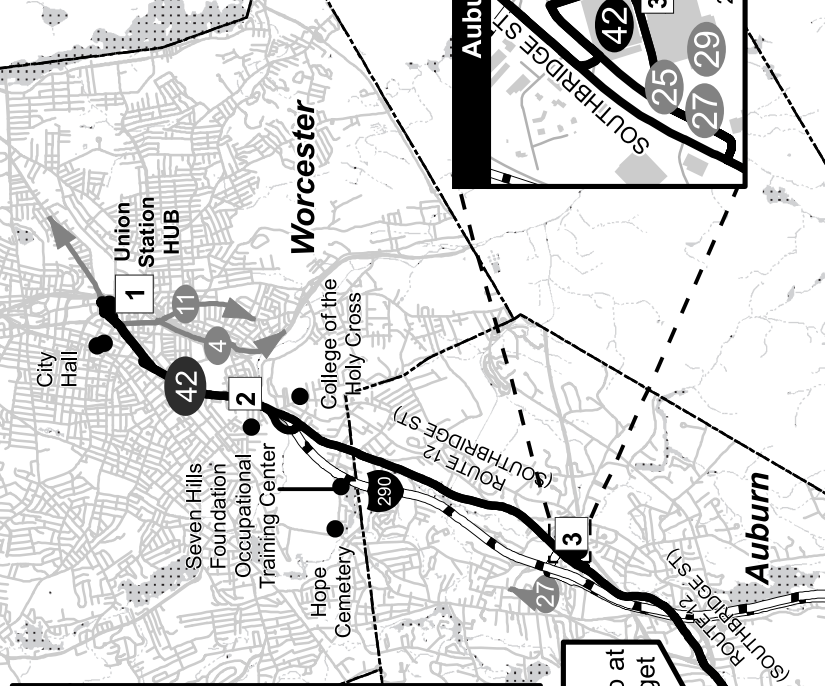 Union
Station
HUB
1
Worcester
City
Hall
11
4
42
2
College of the
Holy Cross
Seven Hills
Foundation
Occupational
Training Center
290
Hope
Cemetery
ROUTE 12
(SOUTHBRIDGE ST)
3
27
Auburn
ROUTE 12
(SOUTHBRIDGE ST)
Aubu
SOUTHBRIDGE ST
42
3
25
27
29
o at
get